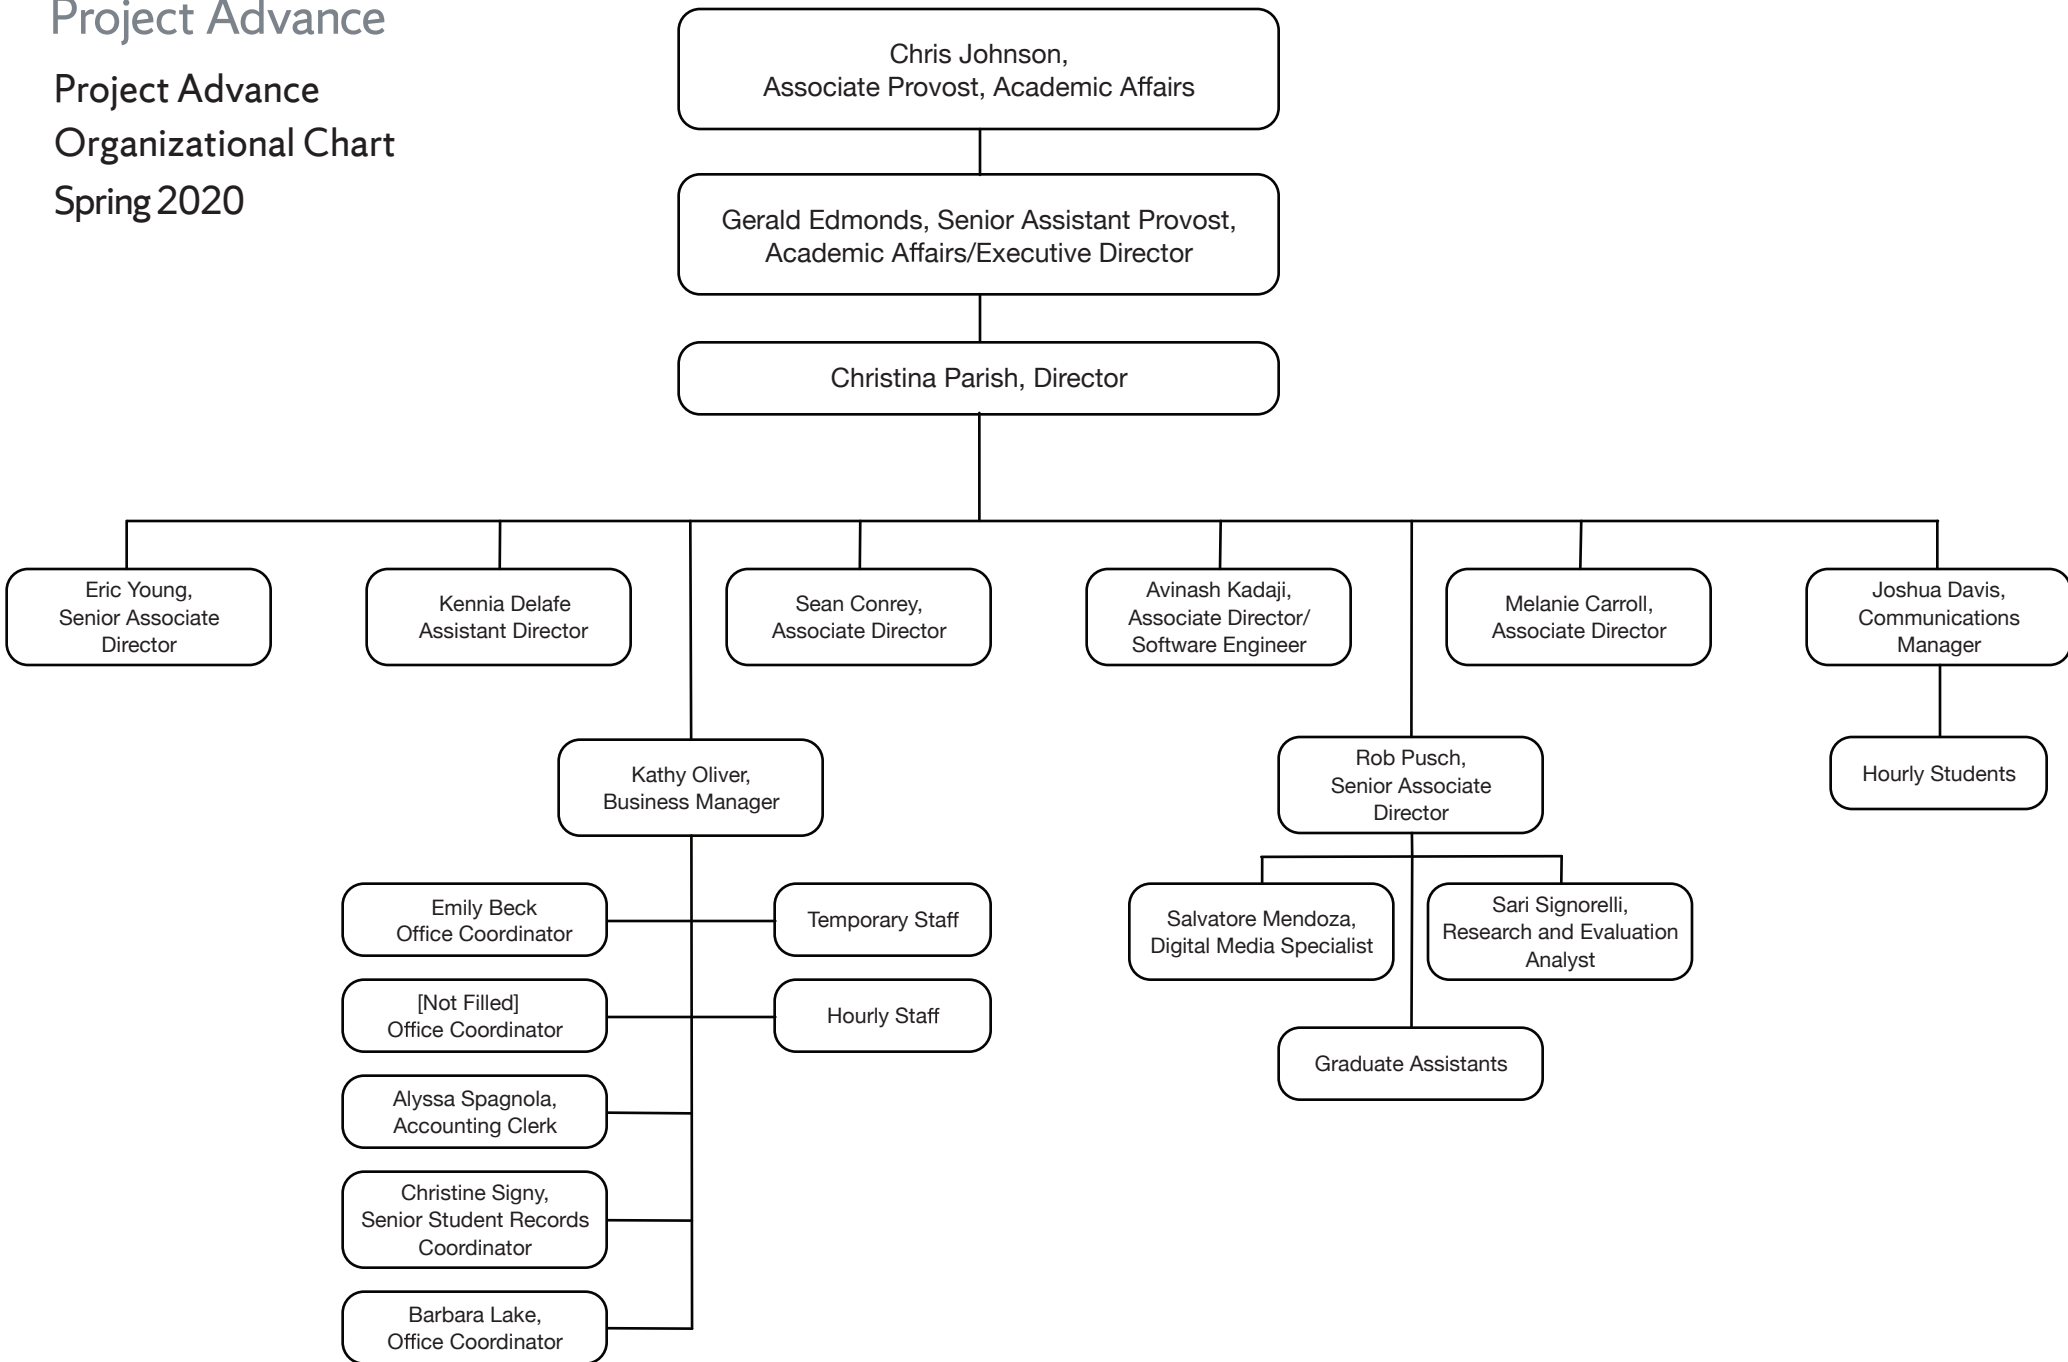 Project Advance
Project Advance
Organizational Chart
Spring 2020
Chris Johnson,
Associate Provost, Academic Affairs
Gerald Edmonds, Senior Assistant Provost,
Academic Affairs/Executive Director
Christina Parish, Director
Eric Young,
Senior Associate
Director
Kennia Delafe
Assistant Director
Sean Conrey,
Associate Director
Avinash Kadaji,
Associate Director/
Software Engineer
Melanie Carroll,
Associate Director
Joshua Davis,
Communications
Manager
Kathy Oliver,
Business Manager
Rob Pusch,
Senior Associate
Director
Hourly Students
Emily Beck
Office Coordinator
Temporary Staff
Salvatore Mendoza,
Digital Media Specialist
Sari Signorelli,
Research and Evaluation
Analyst
[Not Filled]
Office Coordinator
Hourly Staff
Graduate Assistants
Alyssa Spagnola,
Accounting Clerk
Christine Signy,
Senior Student Records
Coordinator
Barbara Lake,
Office Coordinator